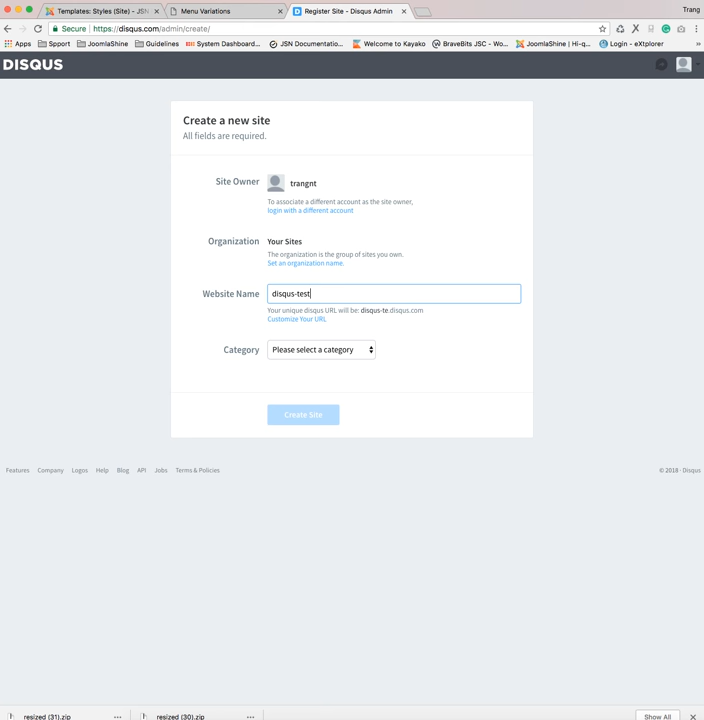 Templates: Styles (Site) - JSN
Menu Variations
Register Site - Disqus Admin
Trang
Secure
https://disqus.com/admin/create/
Apps
Spport
JoomlaShine
Guidelines
System Dashboard...
JSN Documentatio...
Welcome to Kayako
BraveBits JSC - Wo...
JoomlaShine | Hi-q...
Login - eXtplorer
»
DISQUS
Create a new site
All fields are required.
Site Owner
trangnt
To associate a different account as the site owner,
login with a different account
Organization
Your Sites
The organization is the group of sites you own.
Set an organization name.
Website Name
disqus-test
Your unique disqus URL will be: disqus-te.disqus.com
Customize Your URL
Category
Please select a category
Create Site
Features
Company
Logos
Help
Blog
API
Jobs
Terms & Policies
© 2018 · Disqus
resized (31).zip
resized (30).zip
Show All